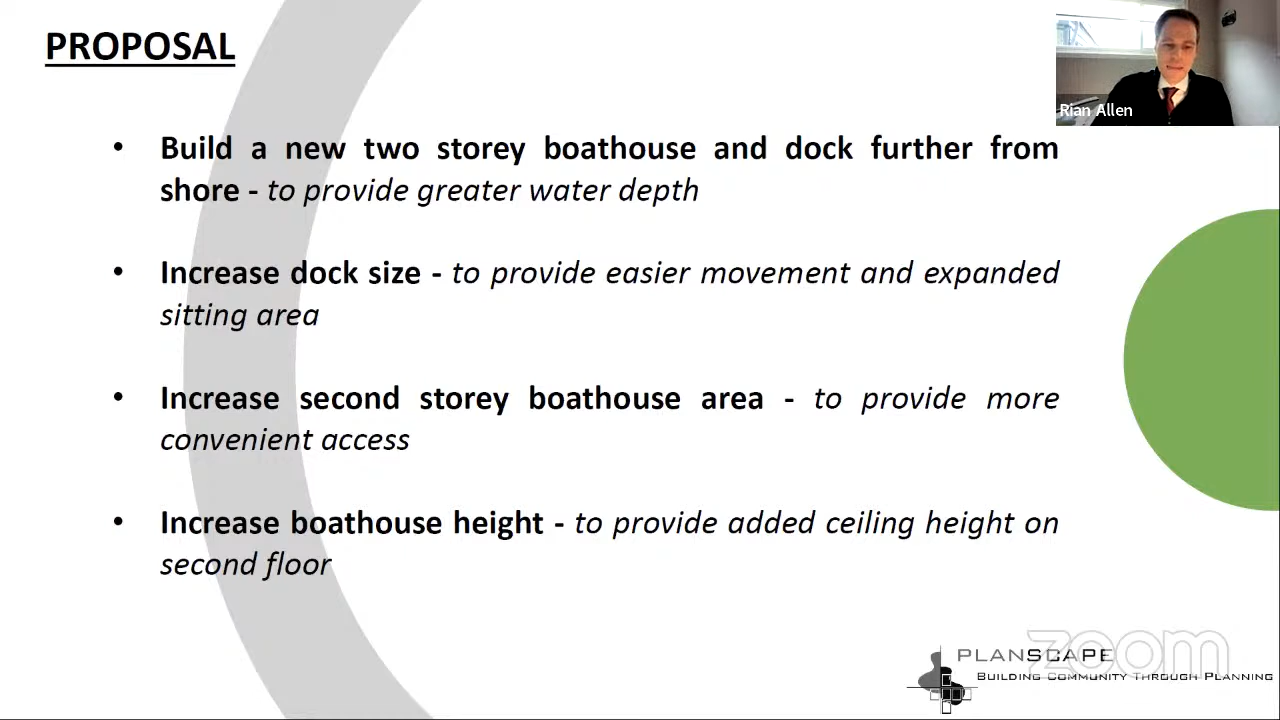 PROPOSAL
Rian Allen
• Build a new two storey boathouse and dock further from
shore - to provide greater water depth
• Increase dock size - to provide easier movement and expanded
sitting area
• Increase second storey boathouse area - to provide more
convenient access
• Increase boathouse height - to provide added ceiling height on
second floor
zoom
PLANSCAPE
BUILDING COMMUNITY THROUGH PLANNING